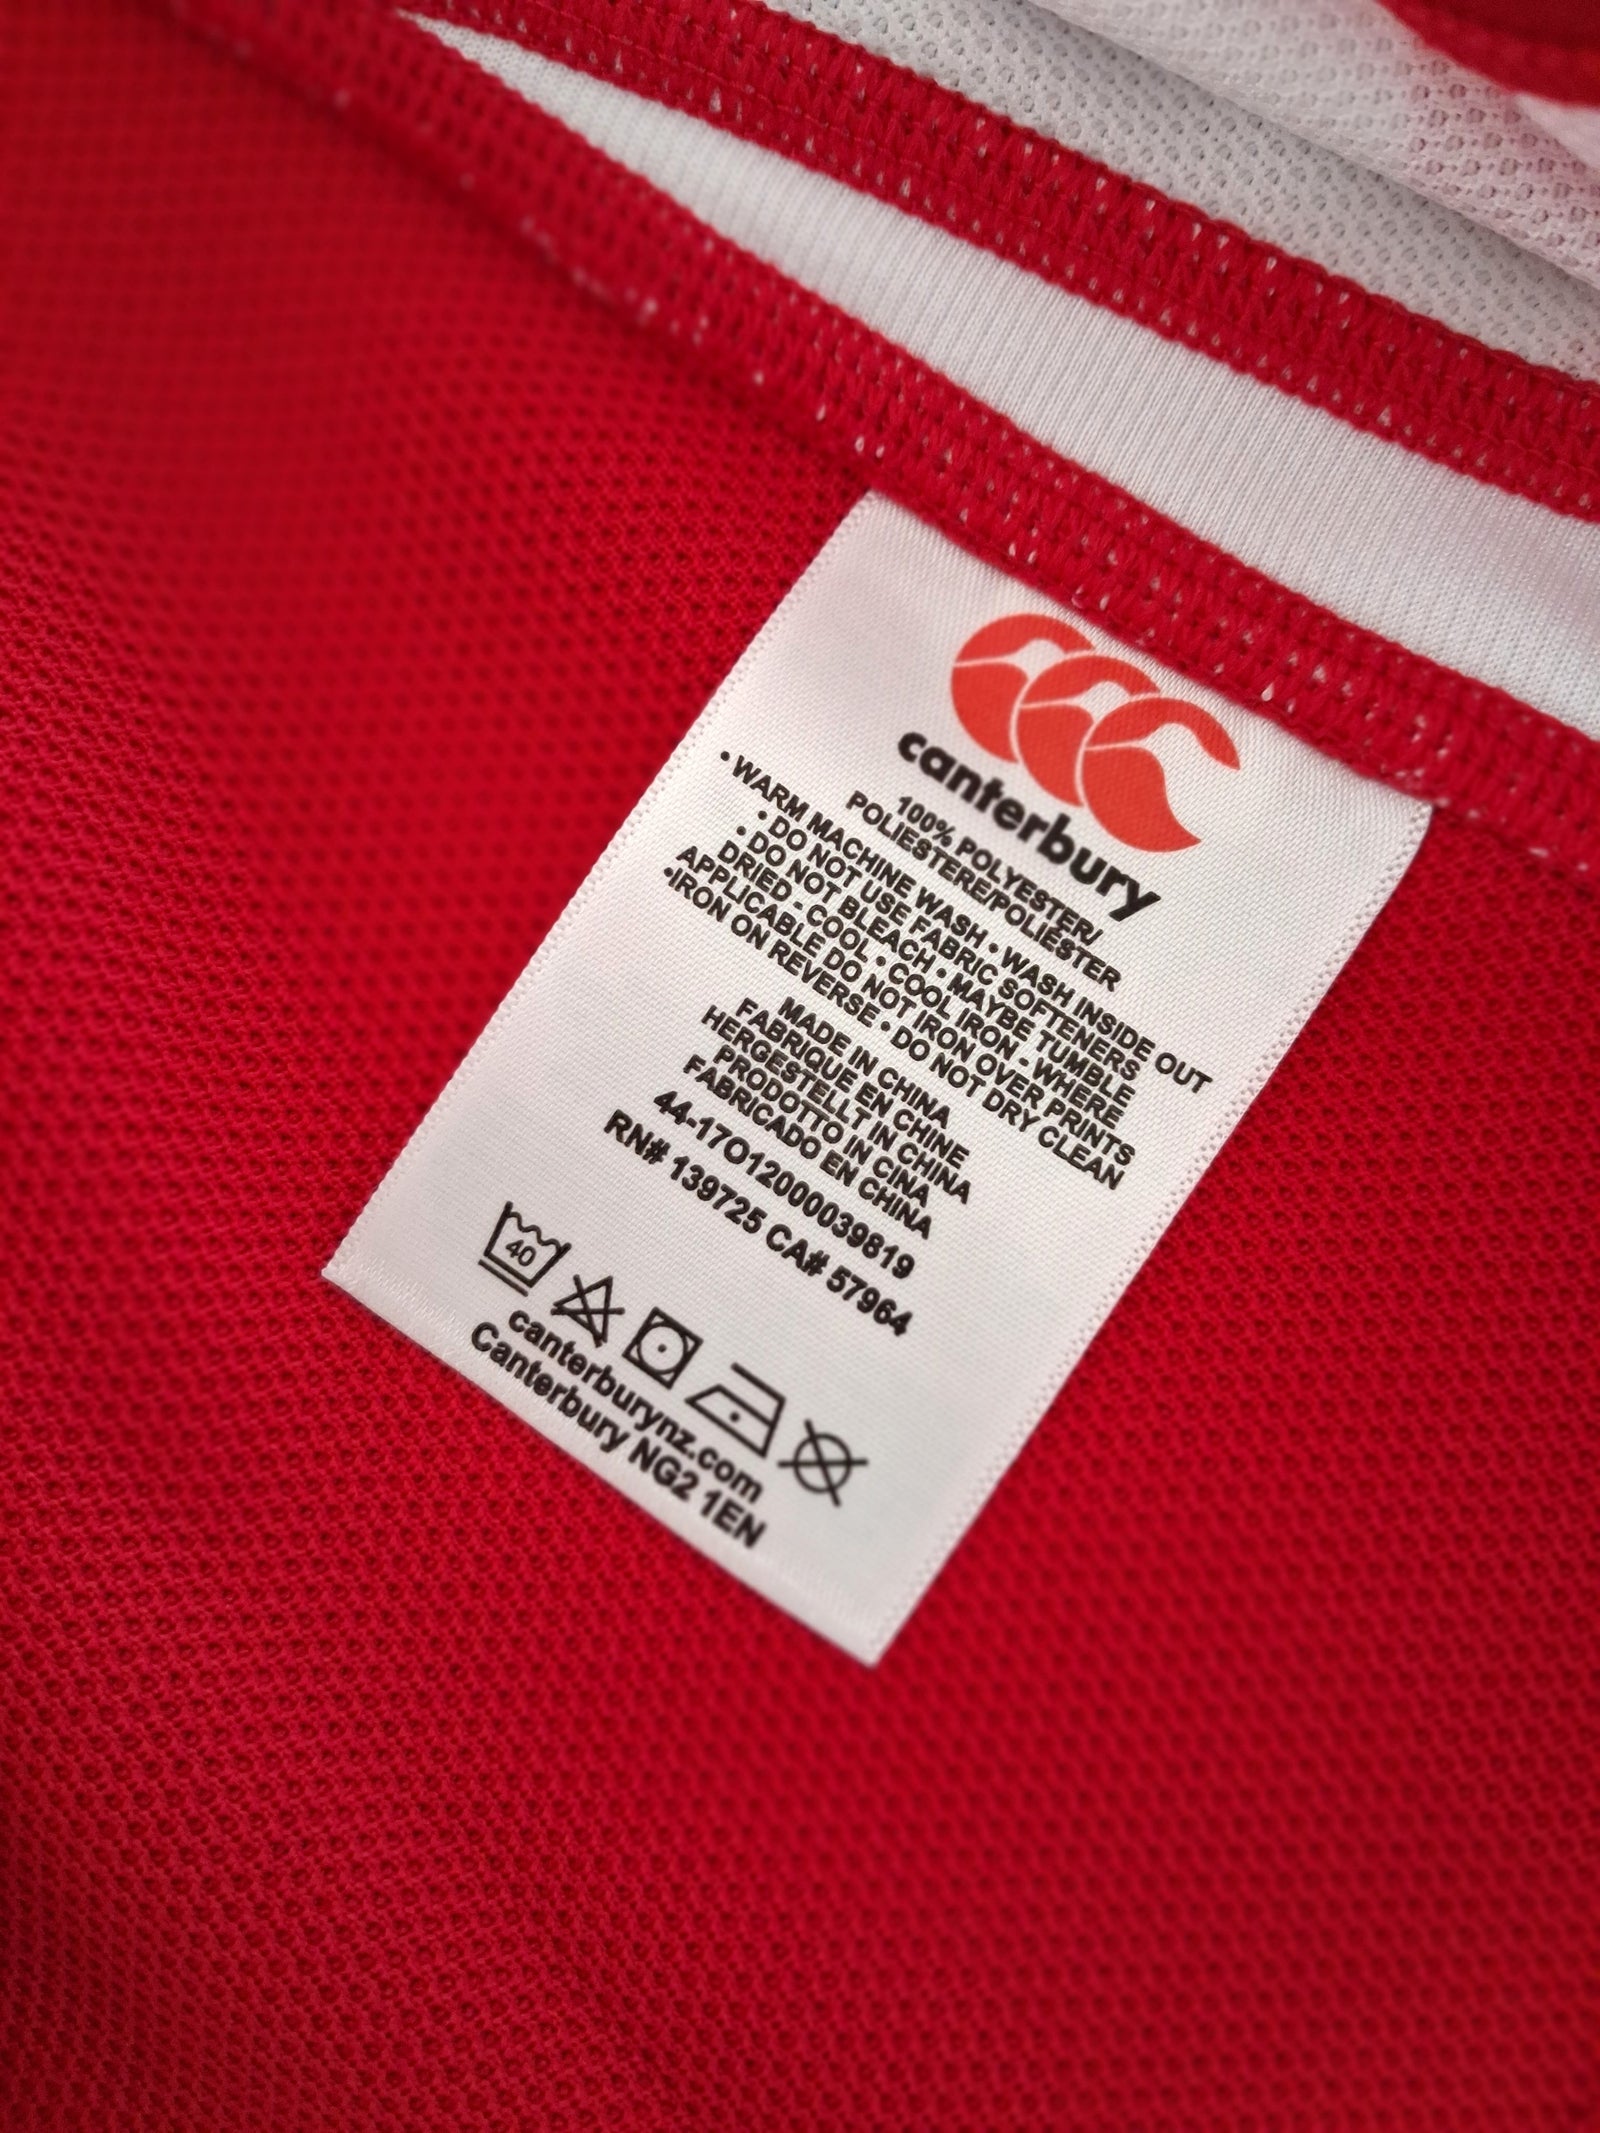 canterbury
100% POLYESTER/
POLIESTERE/POLIÉSTER
• WARM MACHINE WASH • WASH INSIDE OUT
• DO NOT USE FABRIC SOFTENERS
• DO NOT BLEACH • MAYBE TUMBLE
DRIED - COOL • COOL IRON - WHERE
APPLICABLE DO NOT IRON OVER PRINTS
•IRON ON REVERSE • DO NOT DRY CLEAN
MADE IN CHINA
FABRIQUE EN CHINE
HERGESTELLT IN CHINA
PRODOTTO IN CINA
FABRICADO EN CHINA
44-17O12000039819
RN# 139725 CA# 57964
40
canterburynz.com
Canterbury NG2 1EN